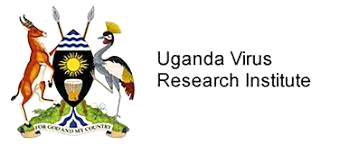 Uganda Virus
Research Institute
FOR GOD AND MY COUNTRY